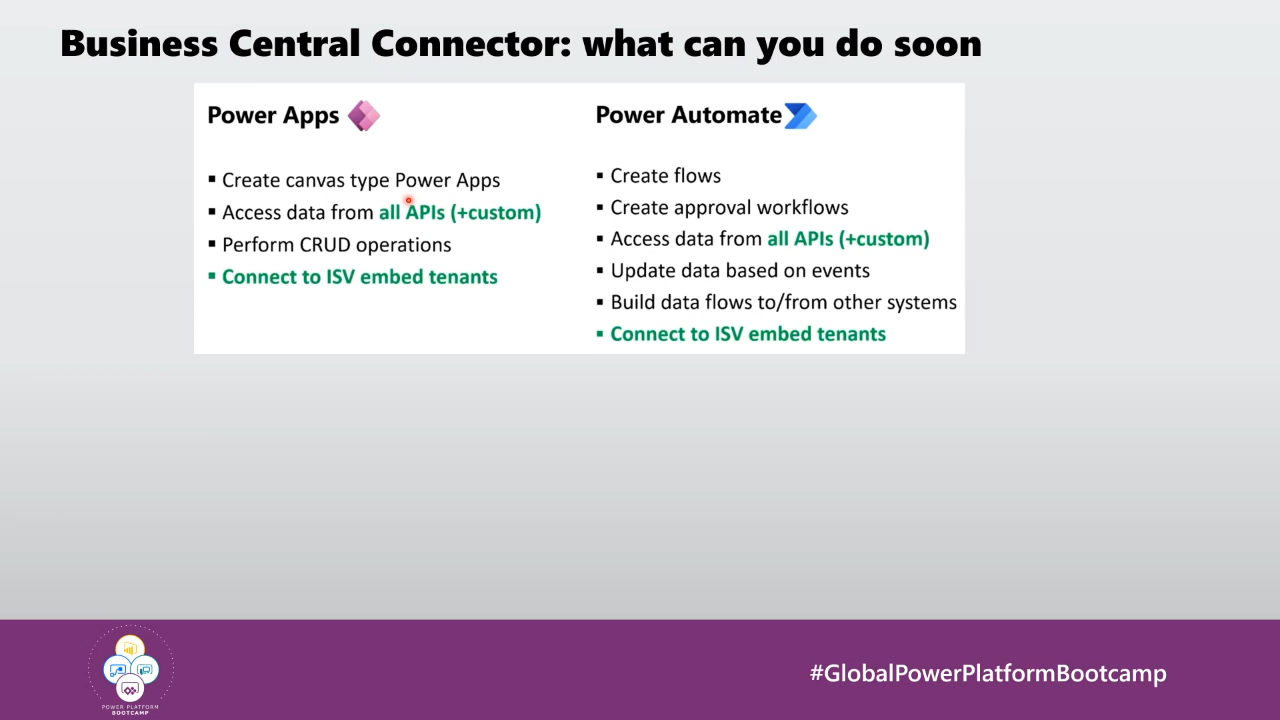 Business Central Connector: what can you do soon
Power Apps
▪ Create canvas type Power Apps
▪ Access data from all APIs (+custom)
▪ Perform CRUD operations
▪ Connect to ISV embed tenants
Power Automate
▪ Create flows
▪ Create approval workflows
▪ Access data from all APIs (+custom)
▪ Update data based on events
▪ Build data flows to/from other systems
▪ Connect to ISV embed tenants
POWER PLATFORM
BOOTCAMP
#GlobalPowerPlatformBootcamp